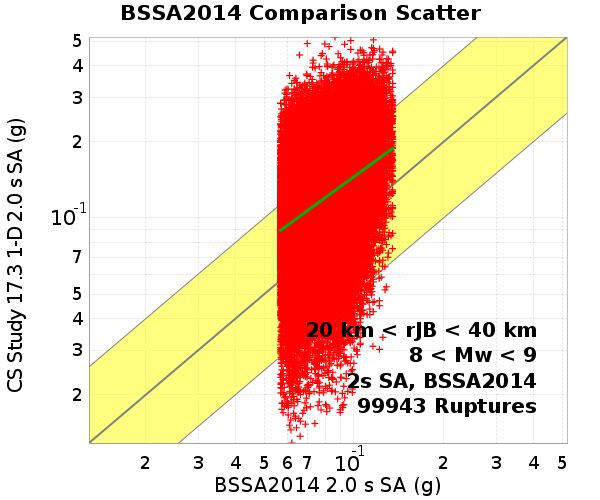 BSSA2014 Comparison Scatter
5
4
3
2
10-1
7
5
4
3
2
CS Study 17.3 1-D 2.0 s SA (g)
20 km < rJB < 40 km
8 < Mw < 9
2s SA, BSSA2014
99943 Ruptures
2 3 4 5 6 7 10-1 2 3 4 5
BSSA2014 2.0 s SA (g)